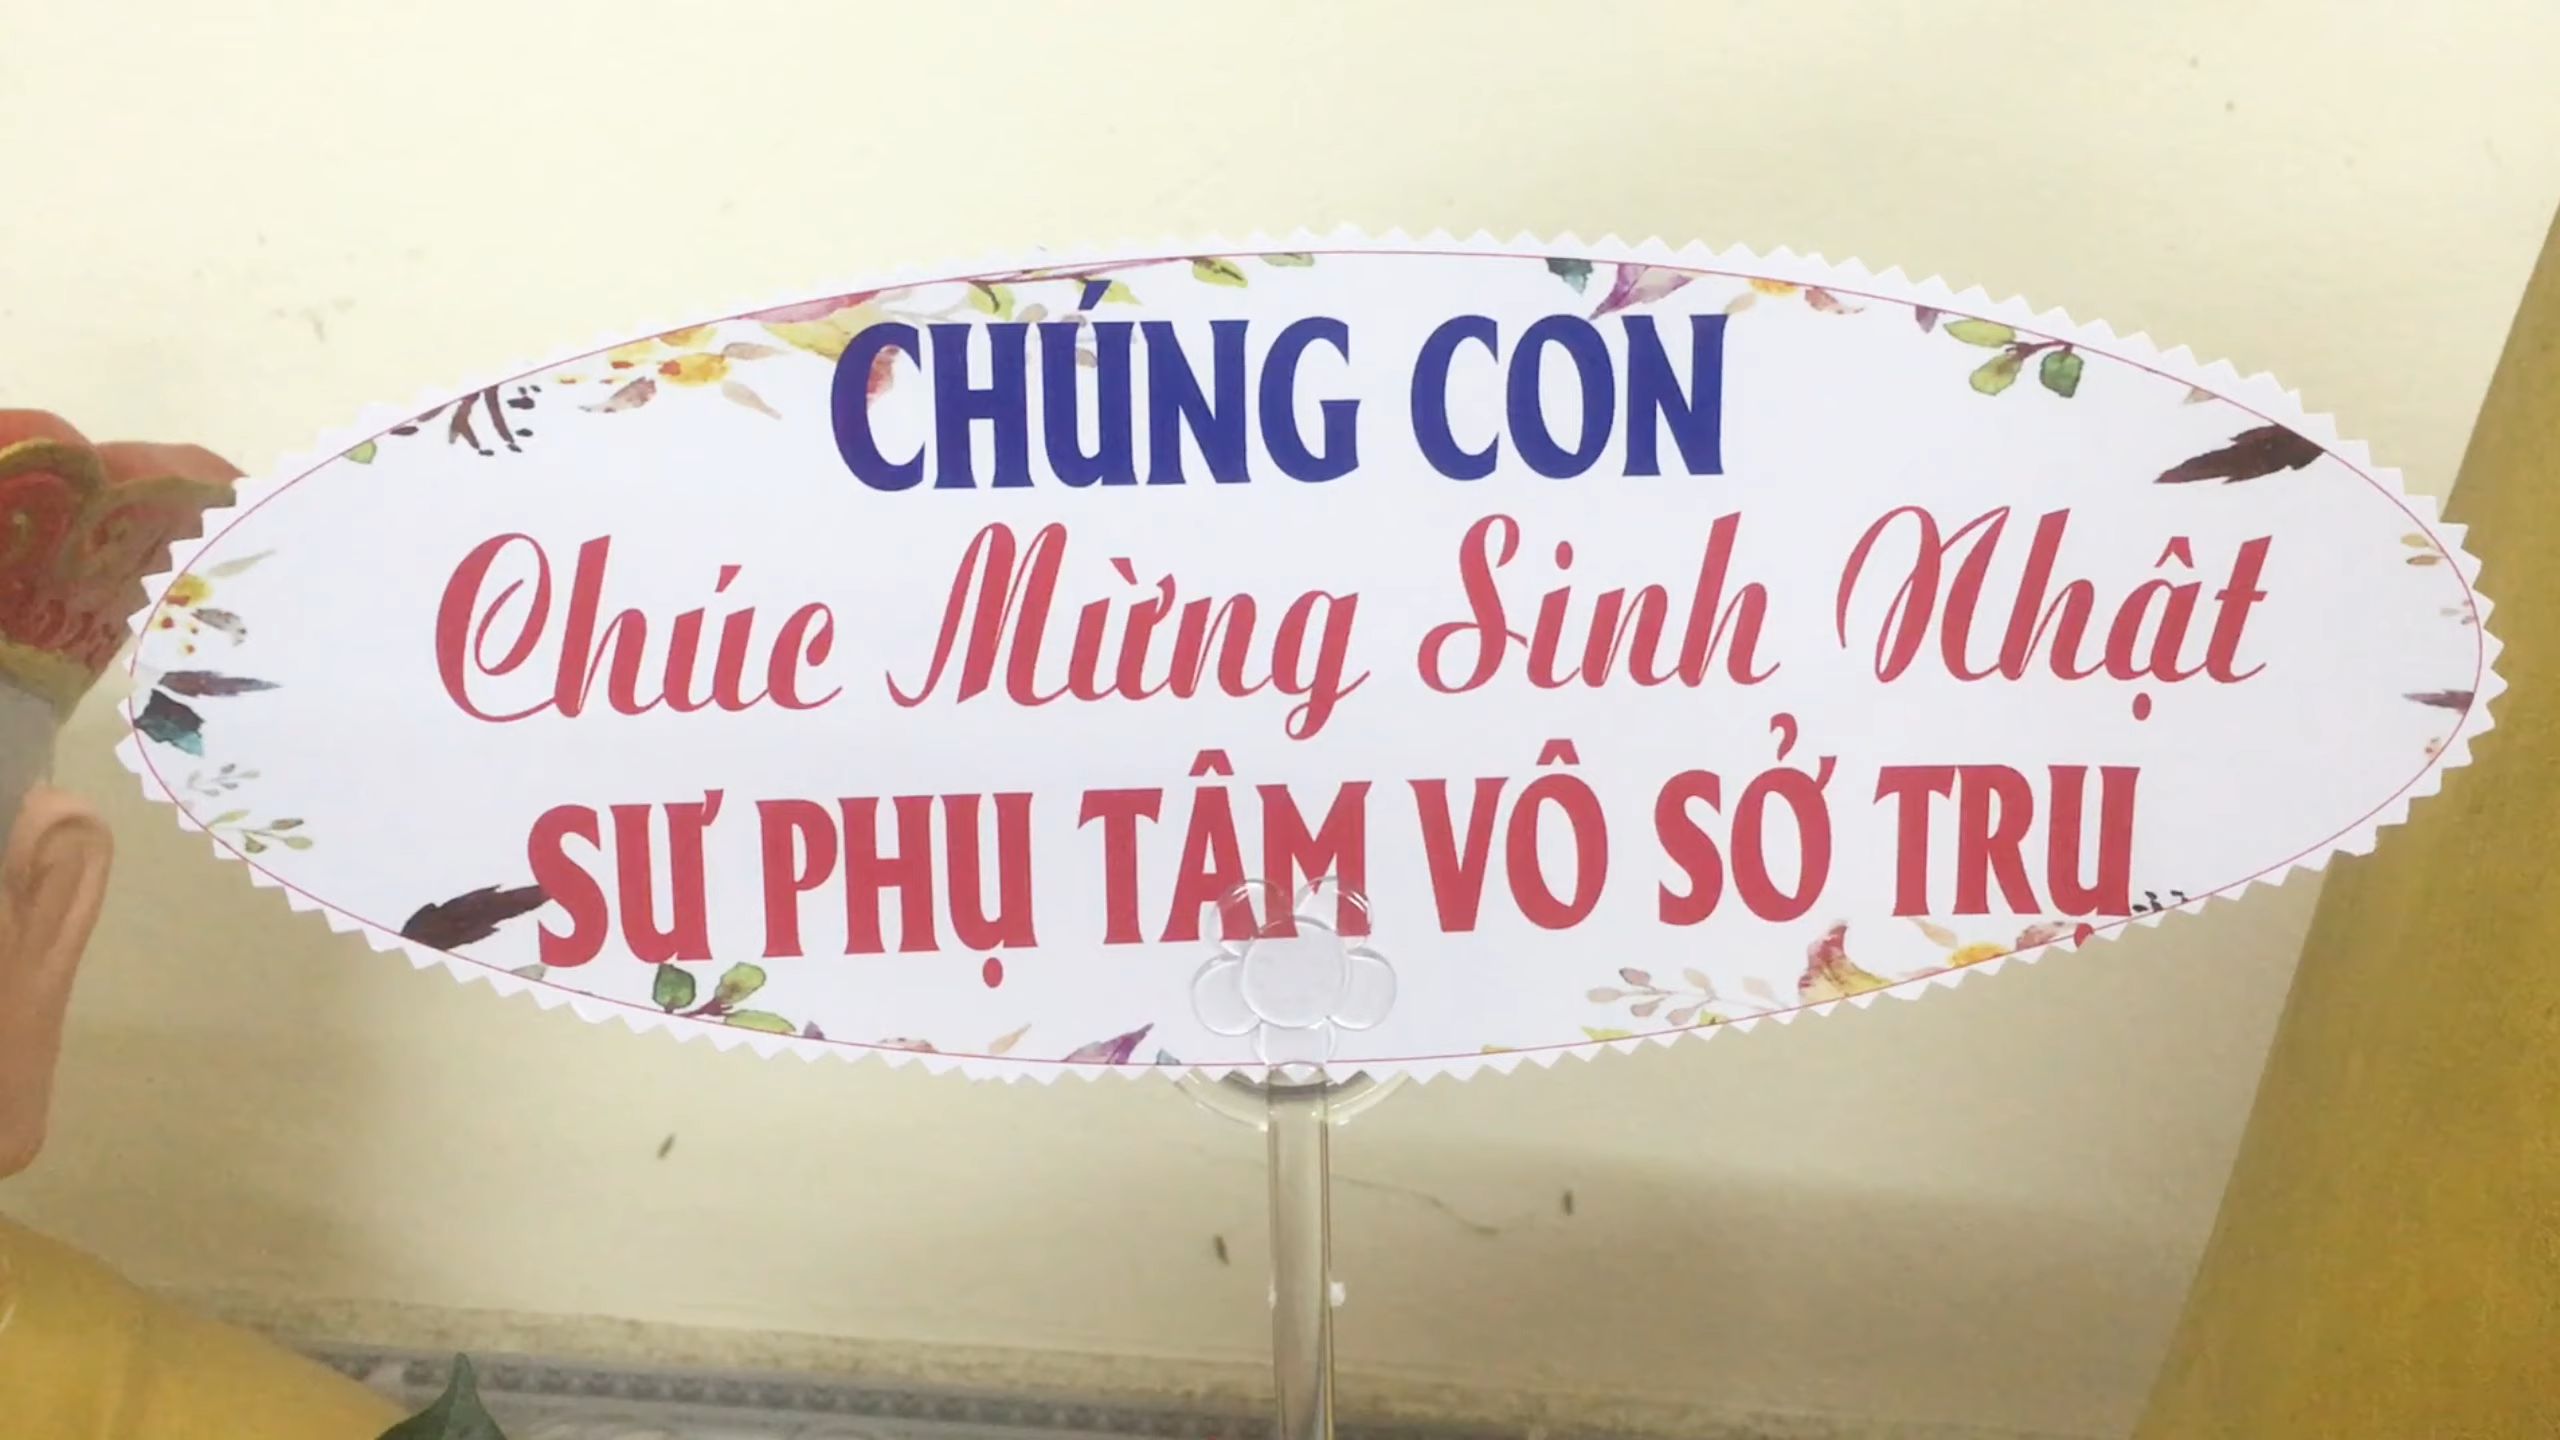 CHÚNG CON
Chúc Mừng Sinh Nhật
SƯ PHỤ TÂM VÔ SỞ TRỤ